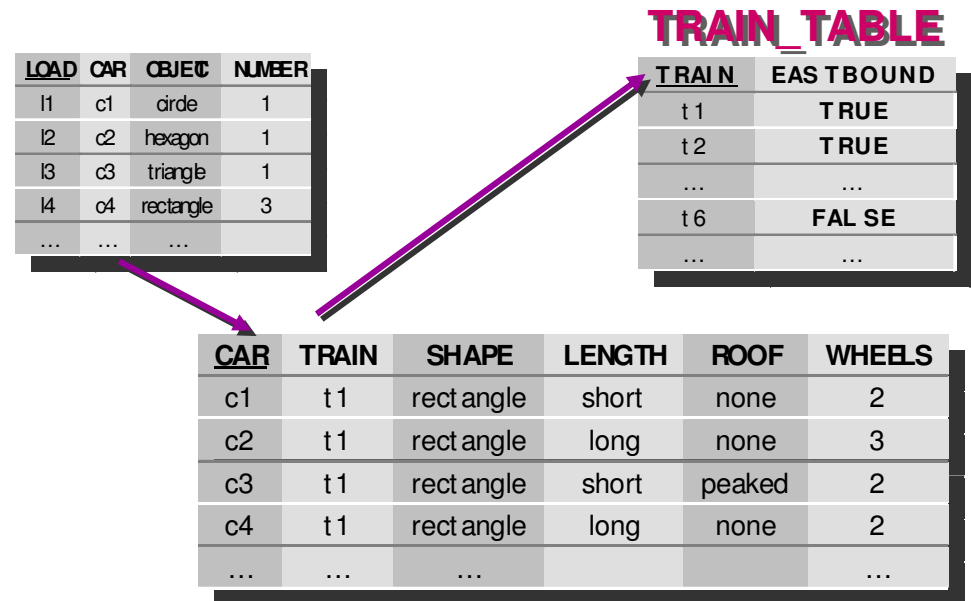 TRAIN_TABLE
LOAD CAR OBJECT NUMBER
l1 c1 circle 1
l2 c2 hexagon 1
l3 c3 triangle 1
l4 c4 rectangle 3
… … …
TRAIN EASTBOUND
t1 TRUE
t2 TRUE
… …
t6 FALSE
… …
CAR TRAIN SHAPE LENGTH ROOF WHEELS
c1 t1 rectangle short none 2
c2 t1 rectangle long none 3
c3 t1 rectangle short peaked 2
c4 t1 rectangle long none 2
… … … …